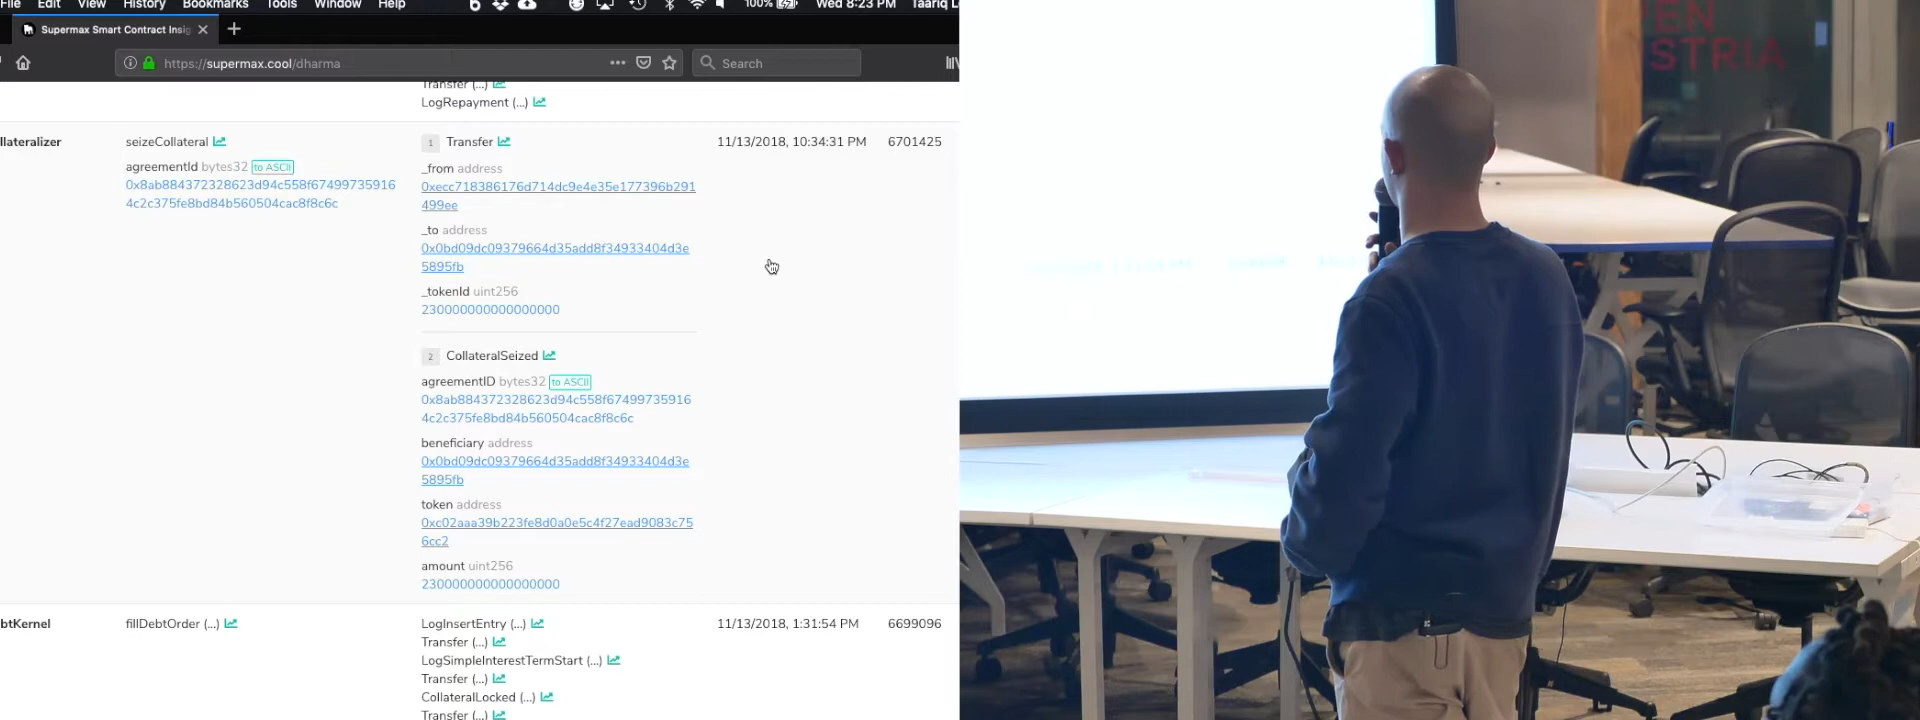 File Edit View History Bookmarks Tools Window Help 100% Wed 8:23 PM Taariq L
Supermax Smart Contract Insig
https://supermax.cool/dharma
Search
Transfer (...)
LogRepayment (...)
llateralizer seizeCollateral 1 Transfer 11/13/2018, 10:34:31 PM 6701425
agreementId bytes32 to ASCII
0x8ab884372328623d94c558f67499735916
4c2c375fe8bd84b560504cac8f8c6c
_from address
0xecc718386176d714dc9e4e35e177396b291
499ee
_to address
0x0bd09dc09379664d35add8f34933404d3e
5895fb
_tokenId uint256
230000000000000000
2 CollateralSeized
agreementID bytes32 to ASCII
0x8ab884372328623d94c558f67499735916
4c2c375fe8bd84b560504cac8f8c6c
beneficiary address
0x0bd09dc09379664d35add8f34933404d3e
5895fb
token address
0xc02aaa39b223fe8d0a0e5c4f27ead9083c75
6cc2
amount uint256
230000000000000000
btKernel fillDebtOrder (...) LogInsertEntry (...) 11/13/2018, 1:31:54 PM 6699096
Transfer (...)
LogSimpleInterestTermStart (...)
Transfer (...)
CollateralLocked (...)
Transfer (...)
EN
STRIA